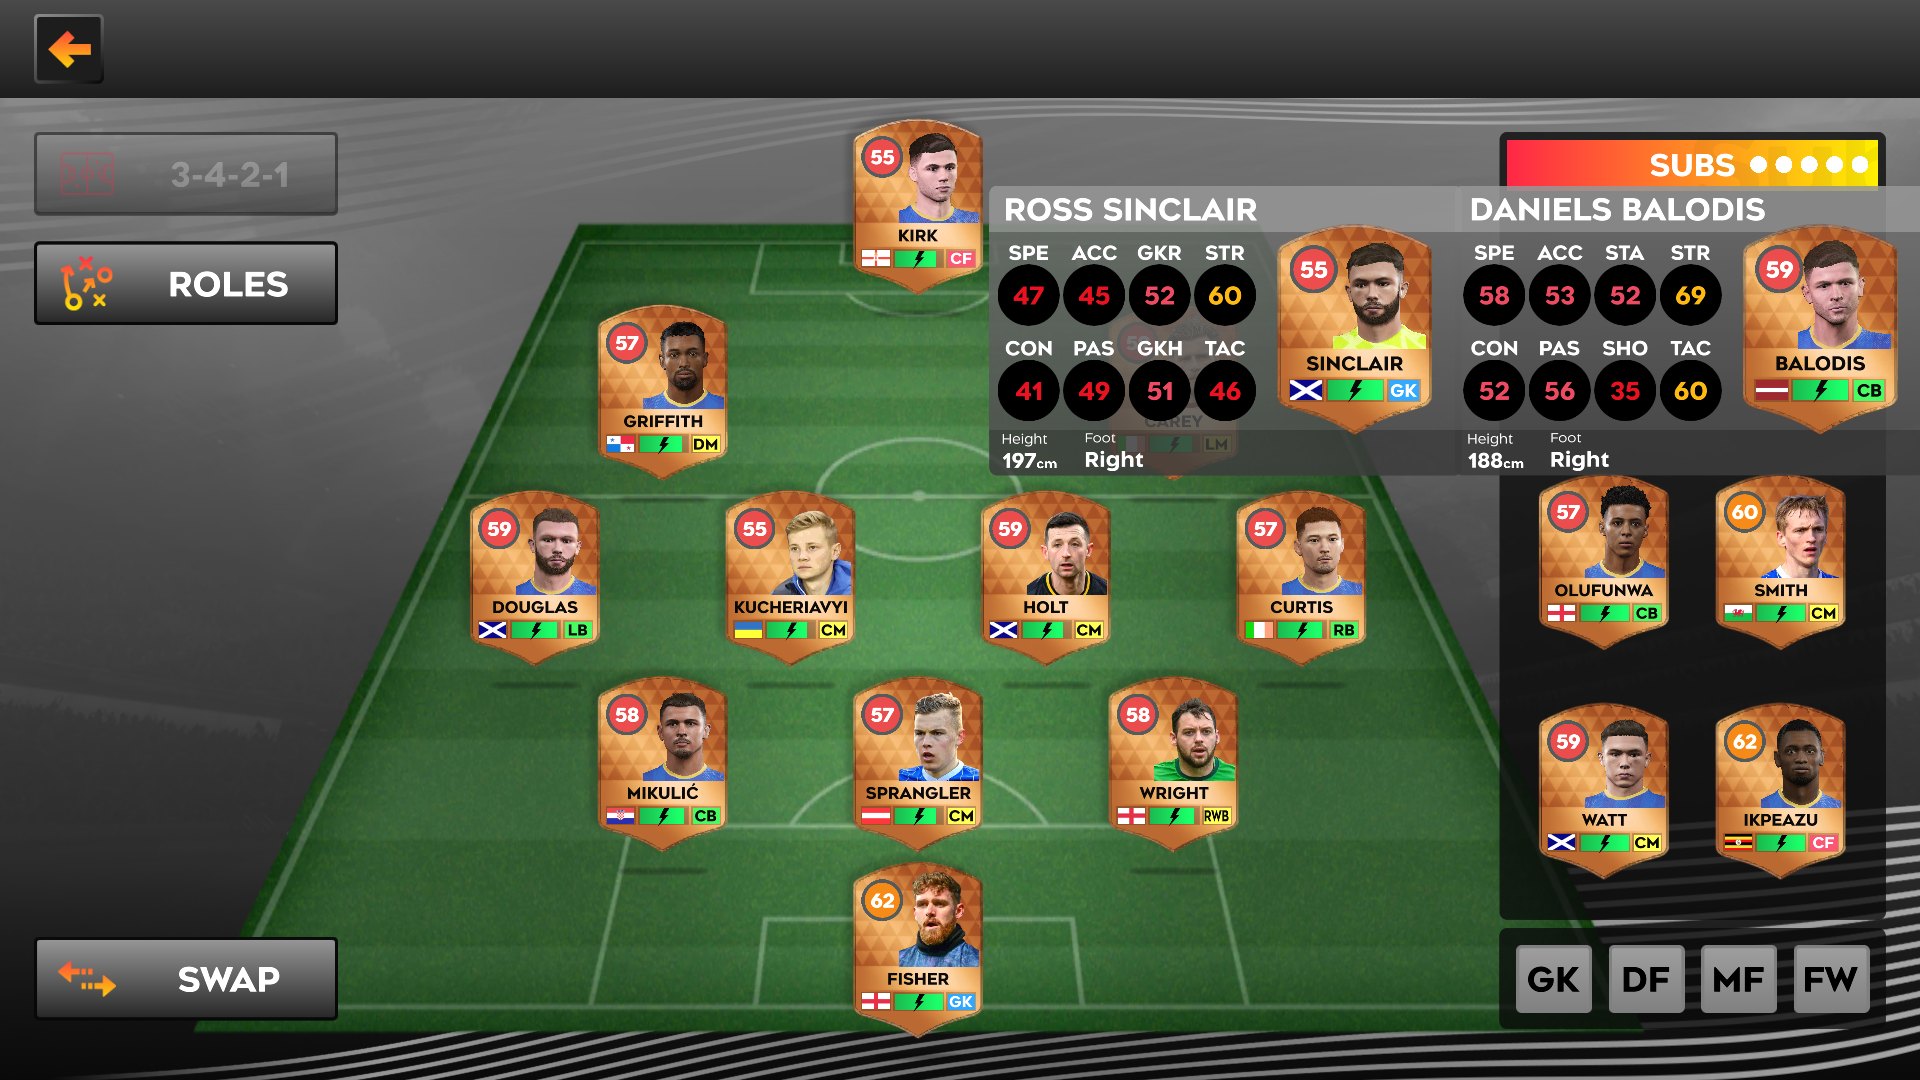 3-4-2-1
ROLES
SWAP
55
KIRK
CF
57
GRIFFITH
DM
CAREY
LM
59
DOUGLAS
LB
55
KUCHERIAVYI
CM
59
HOLT
CM
57
CURTIS
RB
58
MIKULIĆ
CB
57
SPRANGLER
CM
58
WRIGHT
RWB
62
FISHER
GK
SUBS
ROSS SINCLAIR
SPE ACC GKR STR
47 45 52 60
CON PAS GKH TAC
41 49 51 46
Height Foot
197cm Right
55
SINCLAIR
GK
DANIELS BALODIS
SPE ACC STA STR
58 53 52 69
CON PAS SHO TAC
52 56 35 60
Height Foot
188cm Right
59
BALODIS
CB
57
OLUFUNWA
CB
60
SMITH
CM
59
WATT
CM
62
IKPEAZU
CF
GK DF MF FW